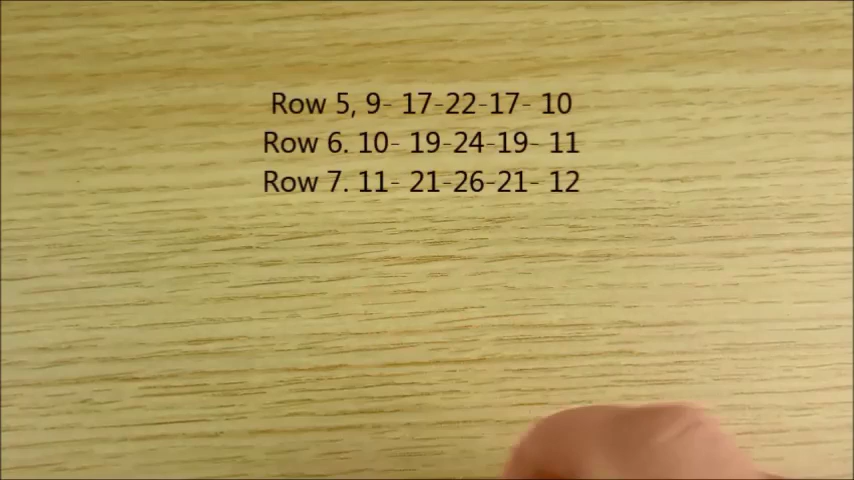 Row 5, 9- 17-22-17- 10
Row 6. 10- 19-24-19- 11
Row 7. 11- 21-26-21- 12